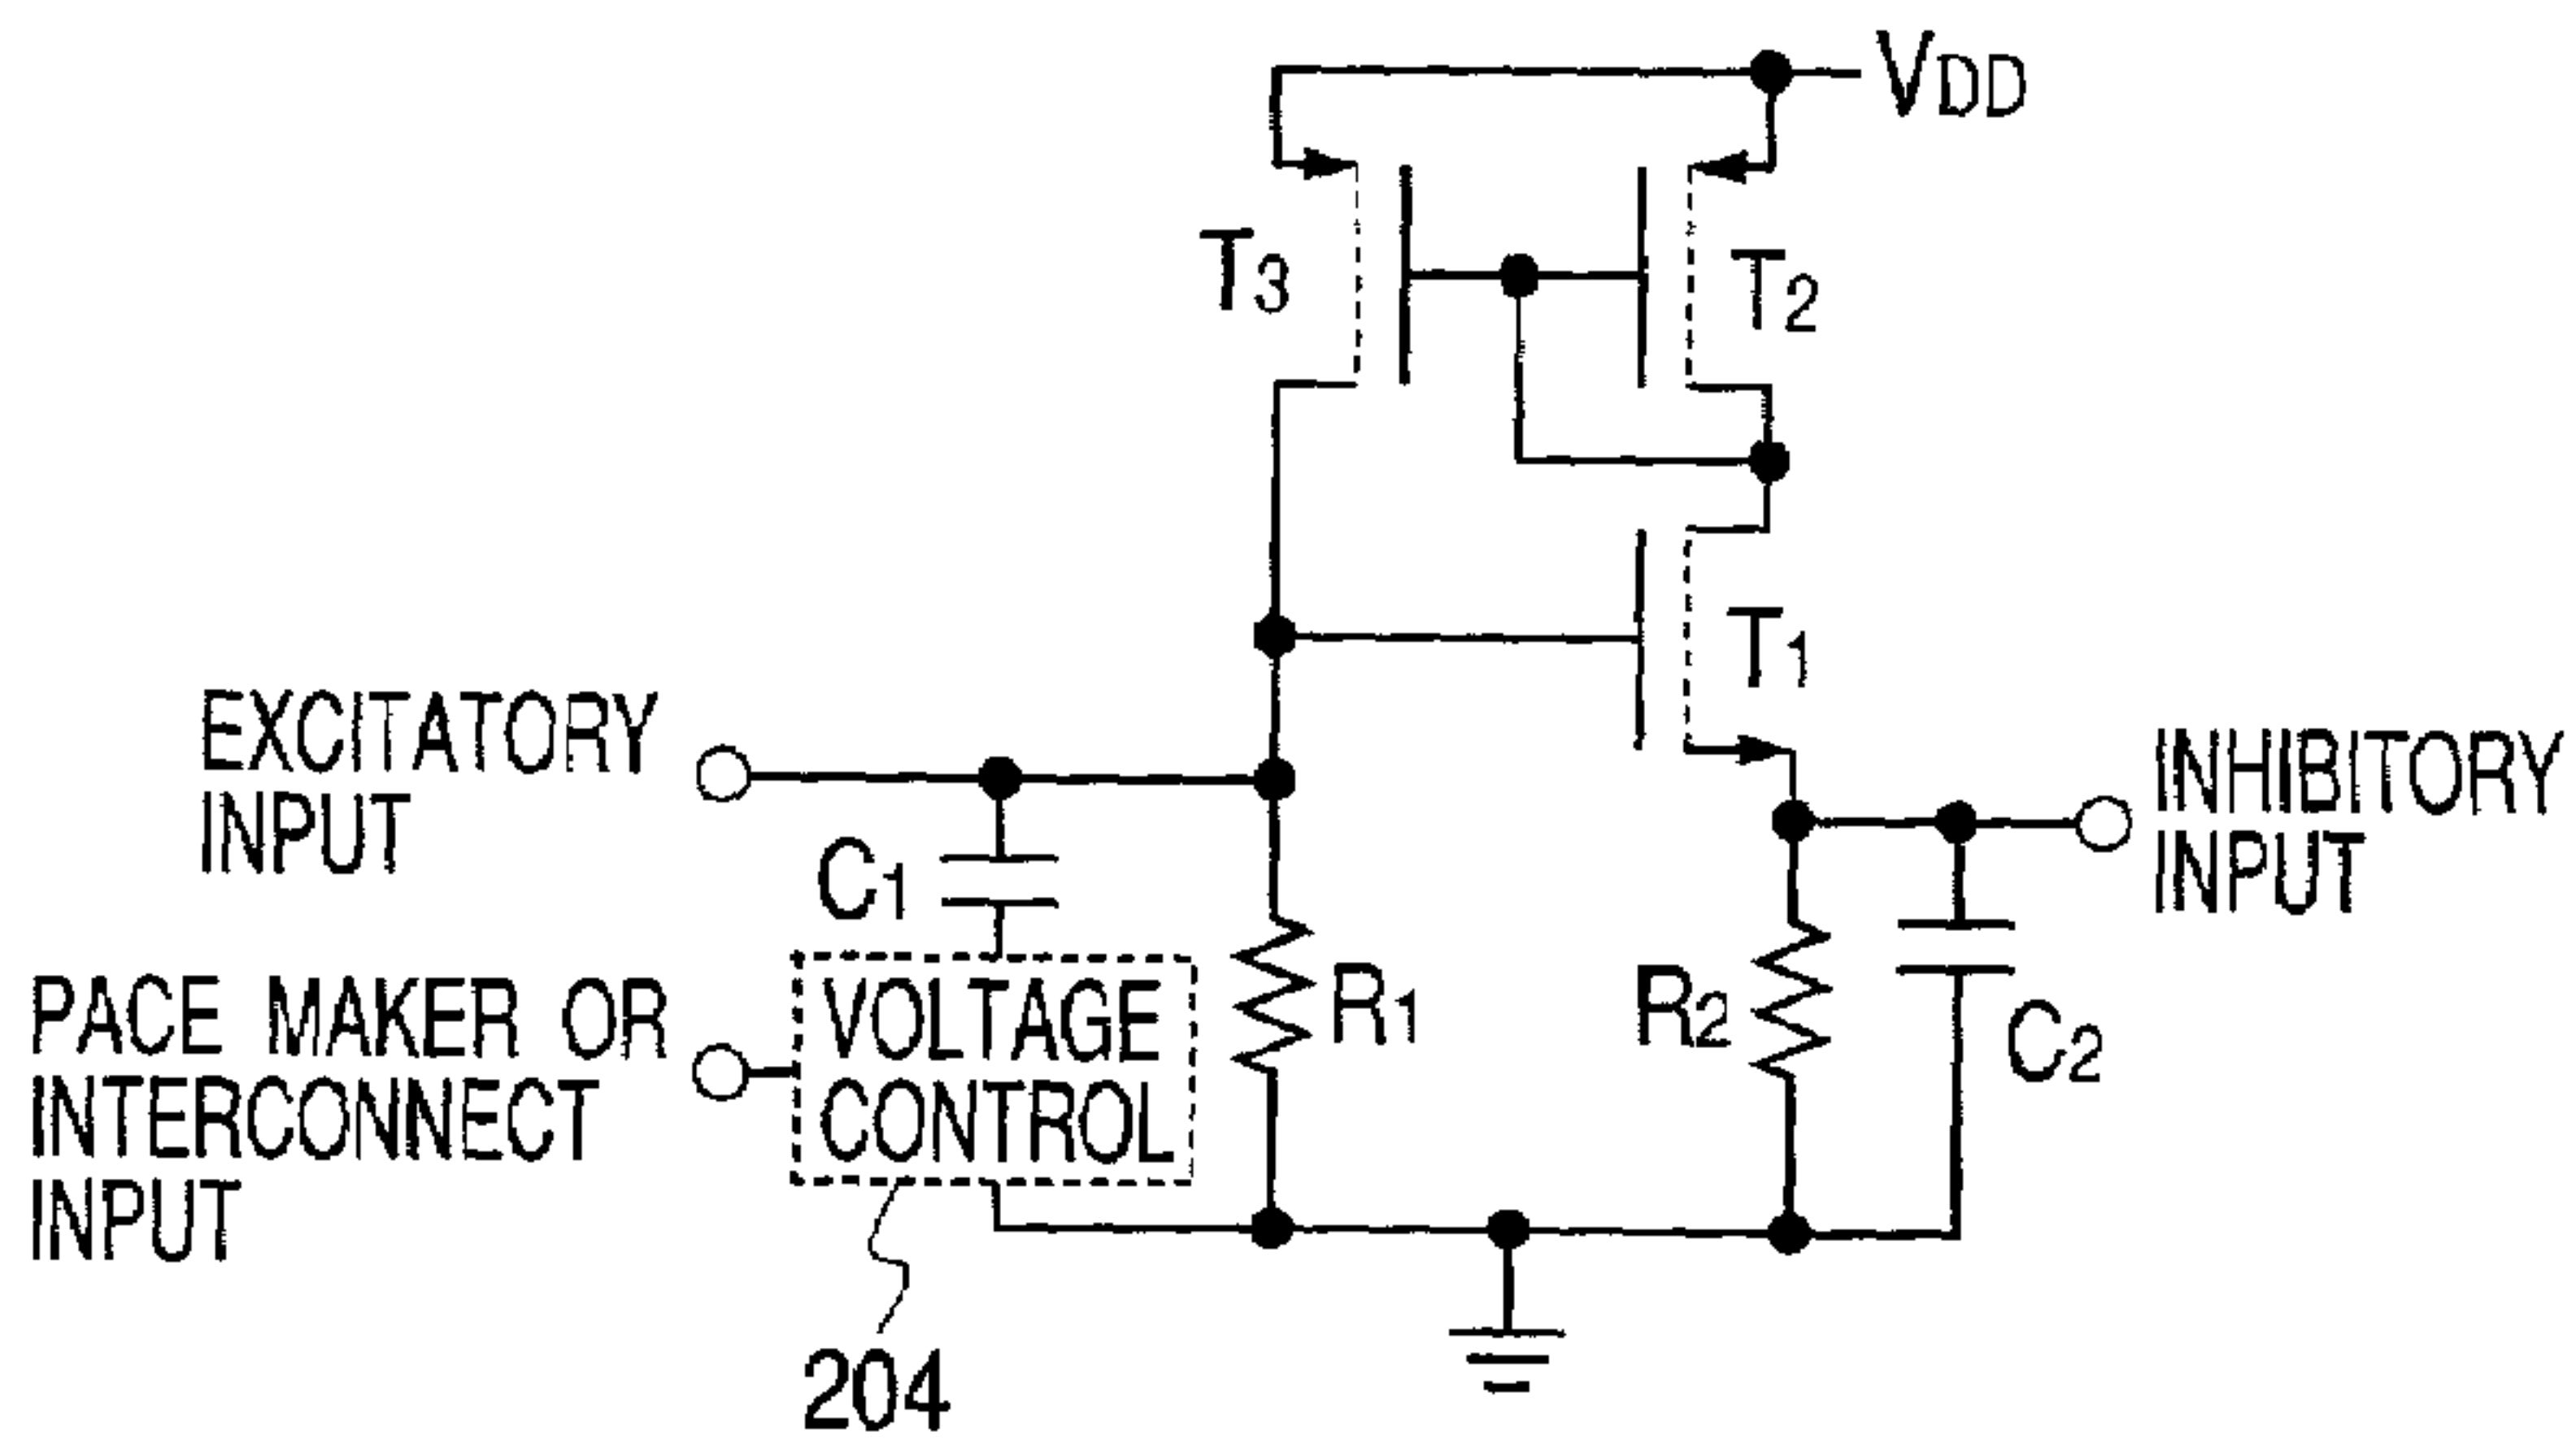 VDD
T3
T2
T1
EXCITATORY
INPUT
INHIBITORY
INPUT
C1
PACE MAKER OR
INTERCONNECT
INPUT
VOLTAGE
CONTROL
R1
R2
C2
204